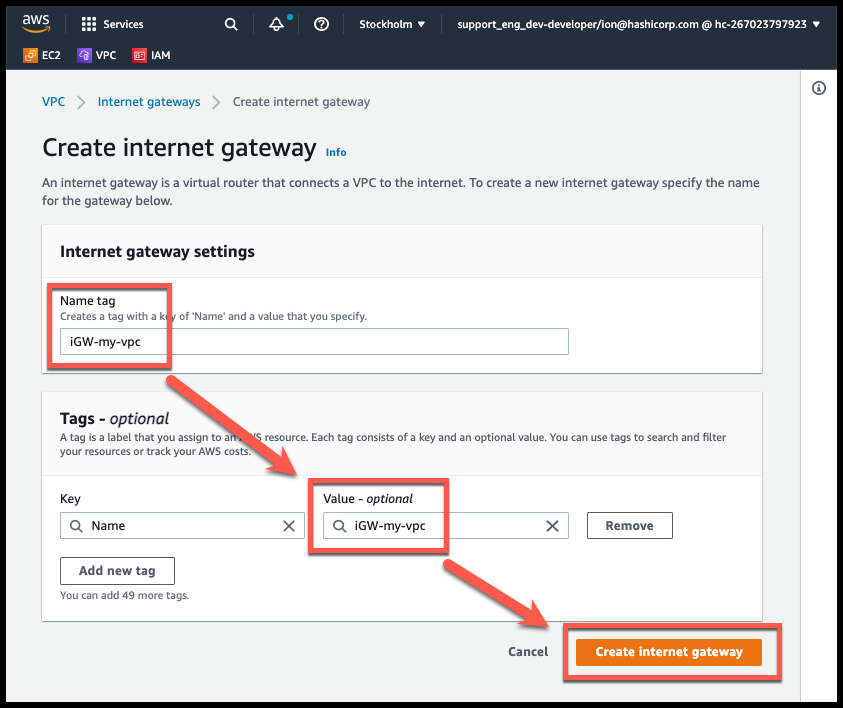 aws
Services
Stockholm
support_eng_dev-developer/ion@hashicorp.com @ hc-267023797923
EC2 VPC IAM
VPC Internet gateways Create internet gateway
Create internet gateway Info
An internet gateway is a virtual router that connects a VPC to the internet. To create a new internet gateway specify the name
for the gateway below.
Internet gateway settings
Name tag
Creates a tag with a key of 'Name' and a value that you specify.
iGW-my-vpc
Tags - optional
A tag is a label that you assign to an AWS resource. Each tag consists of a key and an optional value. You can use tags to search and filter
your resources or track your AWS costs.
Key
Value - optional
Name
iGW-my-vpc
Remove
Add new tag
You can add 49 more tags.
Cancel
Create internet gateway